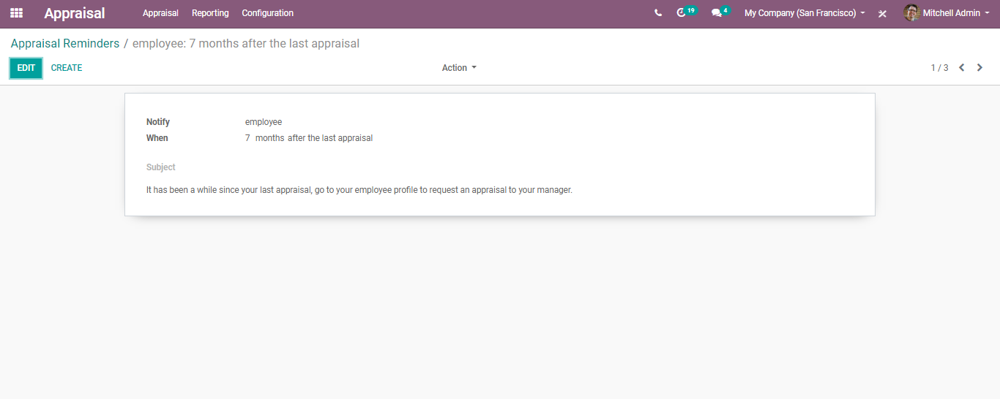 Appraisal Appraisal Reporting Configuration 19 4 My Company (San Francisco) Mitchell Admin
Appraisal Reminders / employee: 7 months after the last appraisal
EDIT CREATE Action 1 / 3
Notify employee
When 7 months after the last appraisal
Subject
It has been a while since your last appraisal, go to your employee profile to request an appraisal to your manager.